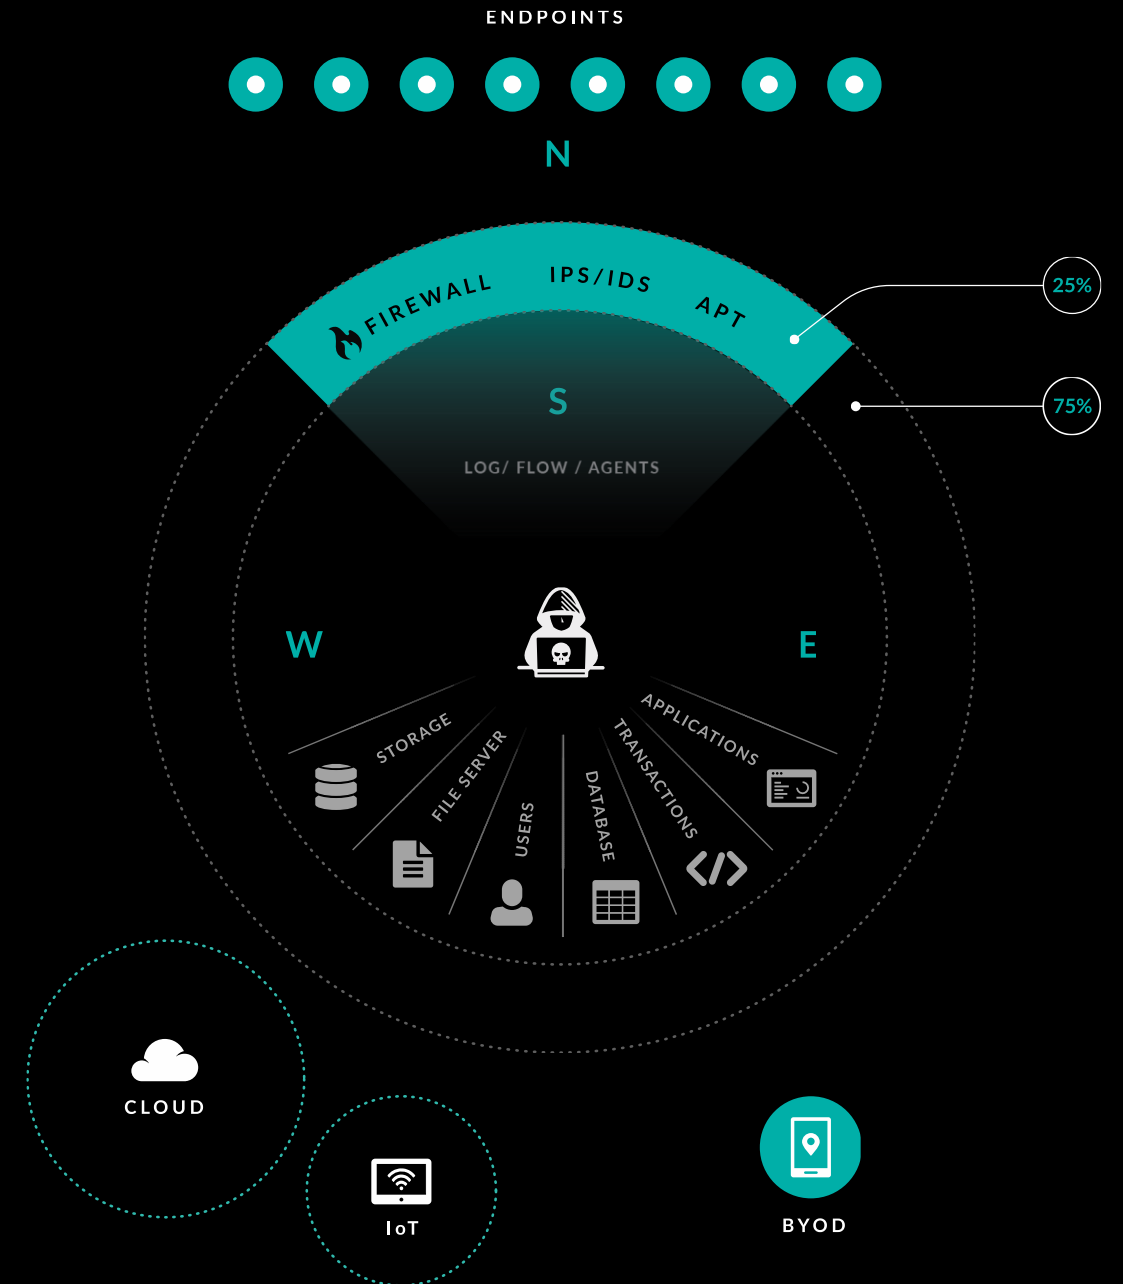 ENDPOINTS
N
FIREWALL
IPS/IDS
APT
25%
S
75%
LOG/ FLOW / AGENTS
W
E
STORAGE
FILE SERVER
USERS
DATABASE
TRANSACTIONS
APPLICATIONS
CLOUD
IoT
BYOD